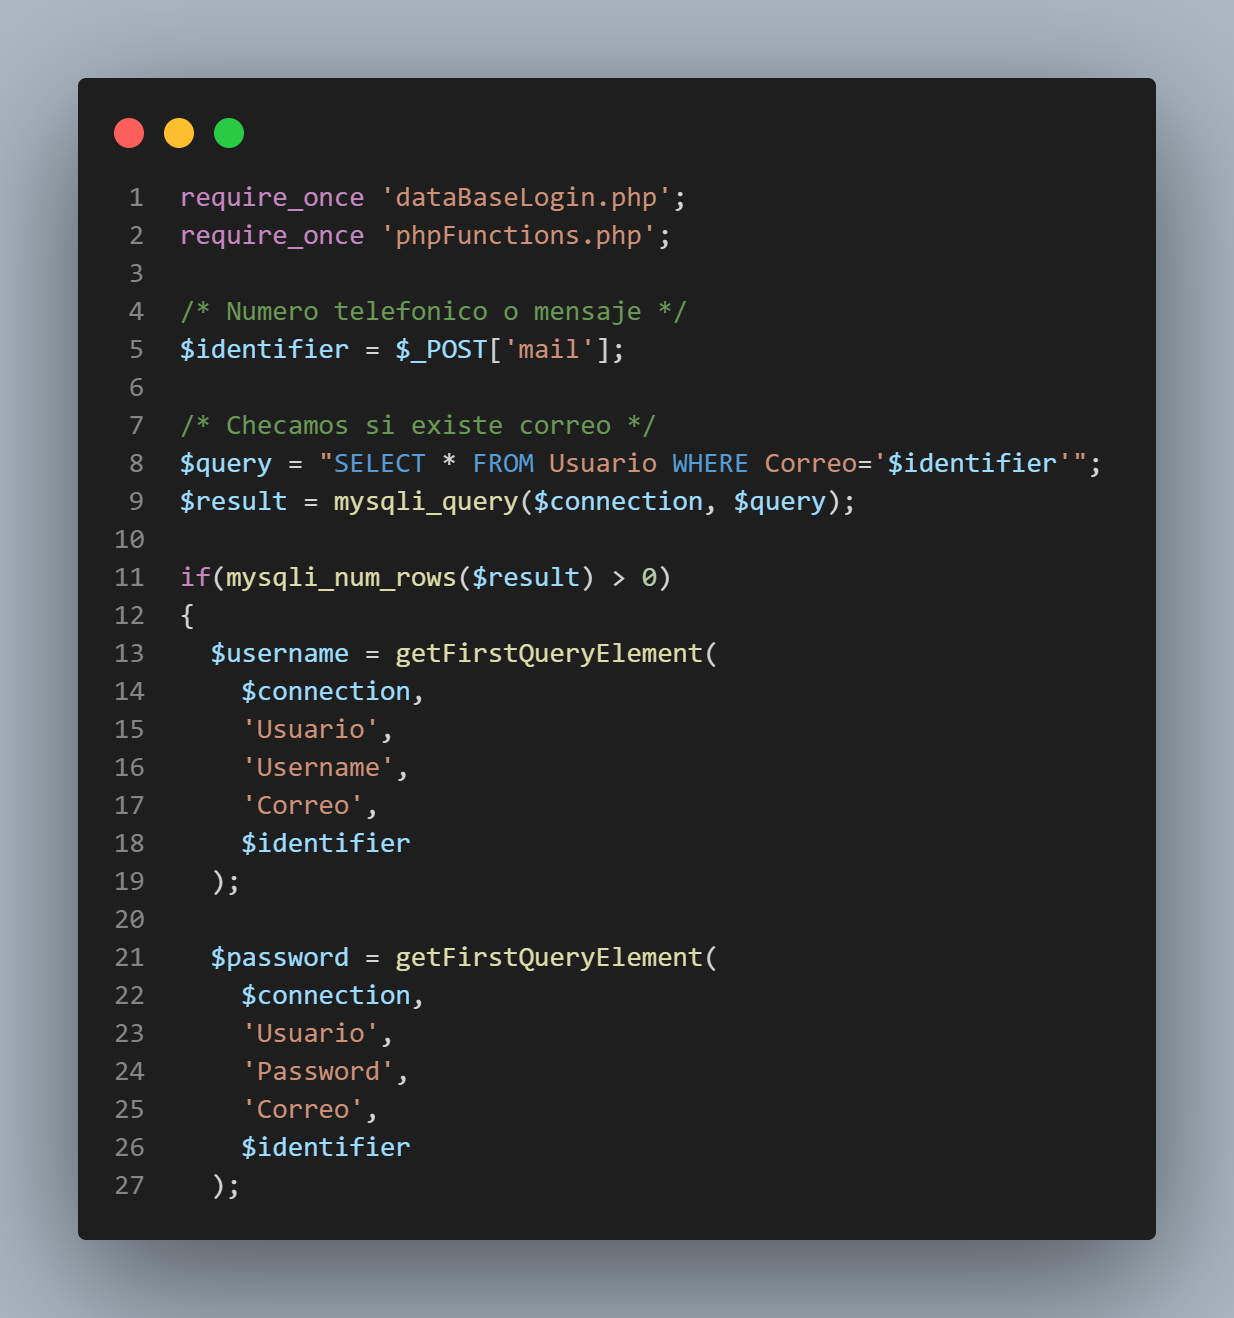 1 require_once 'dataBaseLogin.php';
2 require_once 'phpFunctions.php';
3
4 /* Numero telefonico o mensaje */
5 $identifier = $_POST['mail'];
6
7 /* Checamos si existe correo */
8 $query = "SELECT * FROM Usuario WHERE Correo='$identifier'";
9 $result = mysqli_query($connection, $query);
10
11 if(mysqli_num_rows($result) > 0)
12 {
13   $username = getFirstQueryElement(
14     $connection,
15     'Usuario',
16     'Username',
17     'Correo',
18     $identifier
19   );
20
21   $password = getFirstQueryElement(
22     $connection,
23     'Usuario',
24     'Password',
25     'Correo',
26     $identifier
27   );